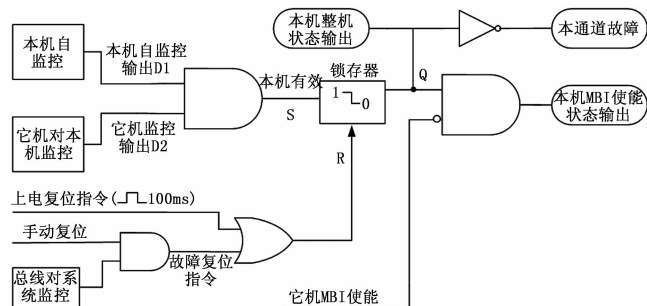 本机整机
状态输出
本通道故障
本机自
监控
本机自监控
输出D1
本机有效
锁存器
Q
1
0
S
本机MBI使能
状态输出
它机对本
机监控
它机监控
输出D2
R
上电复位指令(100ms)
手动复位
故障复位
指令
总线对系
统监控
它机MBI使能